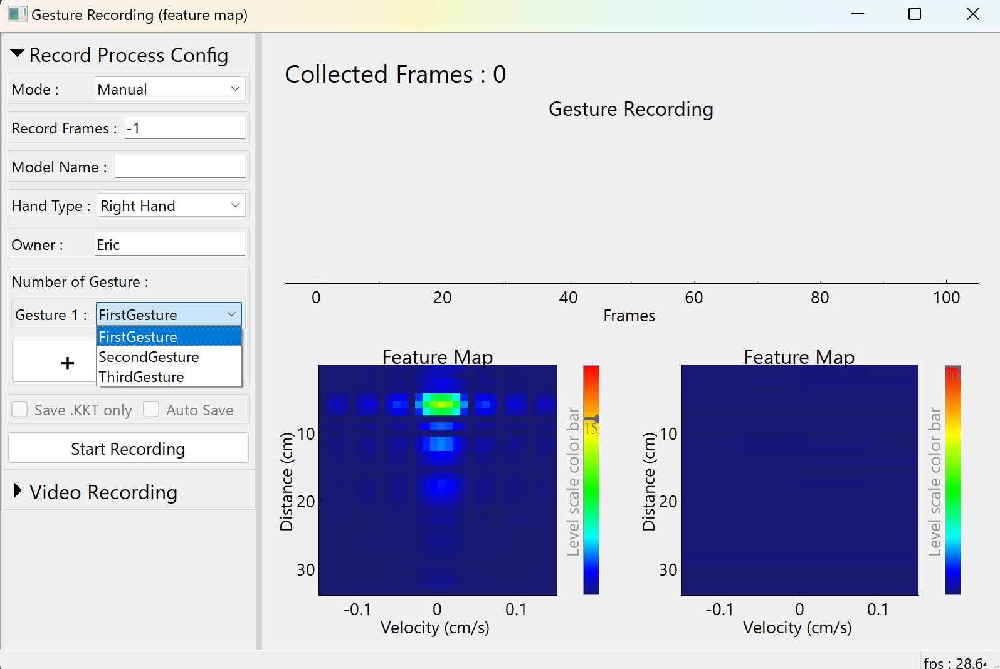 Gesture Recording (feature map)
Record Process Config
Mode : Manual
Record Frames : -1
Model Name :
Hand Type : Right Hand
Owner : Eric
Number of Gesture :
Gesture 1 : FirstGesture
FirstGesture
SecondGesture
ThirdGesture
+
Save .KKT only Auto Save
Start Recording
Video Recording
Collected Frames : 0
Gesture Recording
0 20 40 60 80 100
Frames
Feature Map
Distance (cm)
10
20
30
-0.1 0 0.1
Velocity (cm/s)
Level scale color bar
15
Feature Map
Distance (cm)
10
20
30
-0.1 0 0.1
Velocity (cm/s)
Level scale color bar
50
fps : 28.64